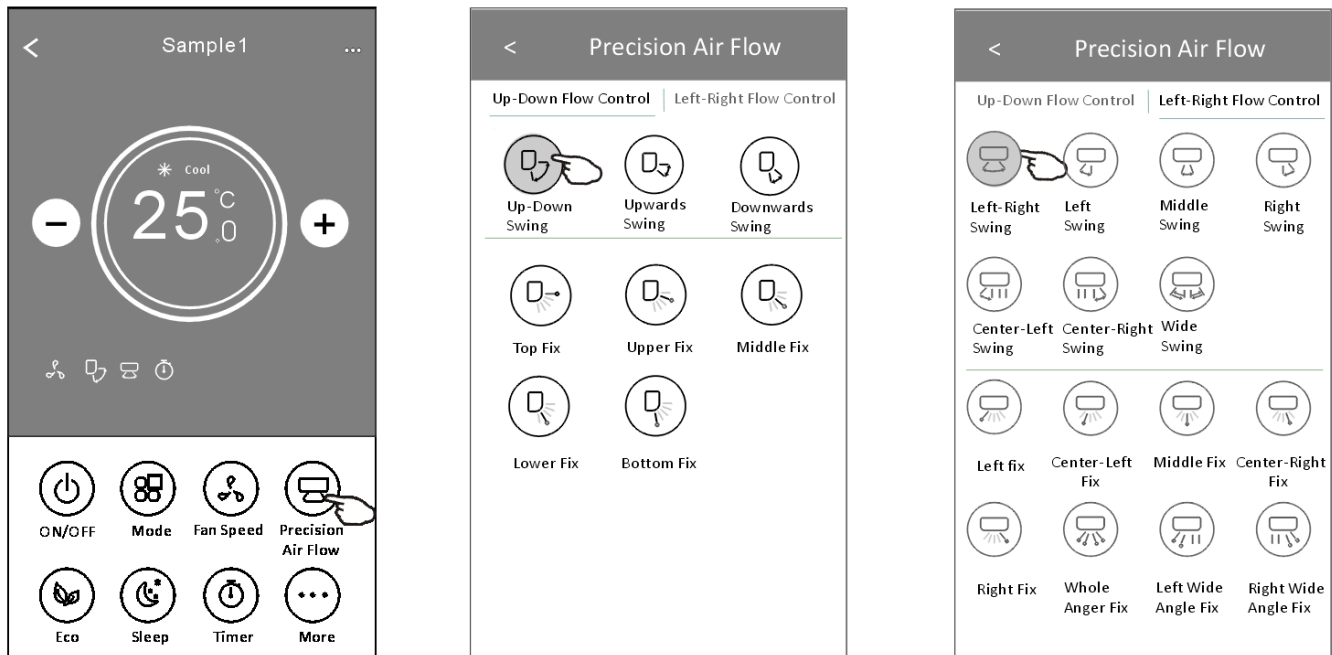 <
Sample1
...
Cool
25.0
°C
−
+
ON/OFF
Mode
Fan Speed
Precision
Air Flow
Eco
Sleep
Timer
More
<
Precision Air Flow
Up-Down Flow Control
Left-Right Flow Control
Up-Down
Swing
Upwards
Swing
Downwards
Swing
Top Fix
Upper Fix
Middle Fix
Lower Fix
Bottom Fix
<
Precision Air Flow
Up-Down Flow Control
Left-Right Flow Control
Left-Right
Swing
Left
Swing
Middle
Swing
Right
Swing
Center-Left
Swing
Center-Right
Swing
Wide
Swing
Left fix
Center-Left
Fix
Middle Fix
Center-Right
Fix
Right Fix
Whole
Anger Fix
Left Wide
Angle Fix
Right Wide
Angle Fix